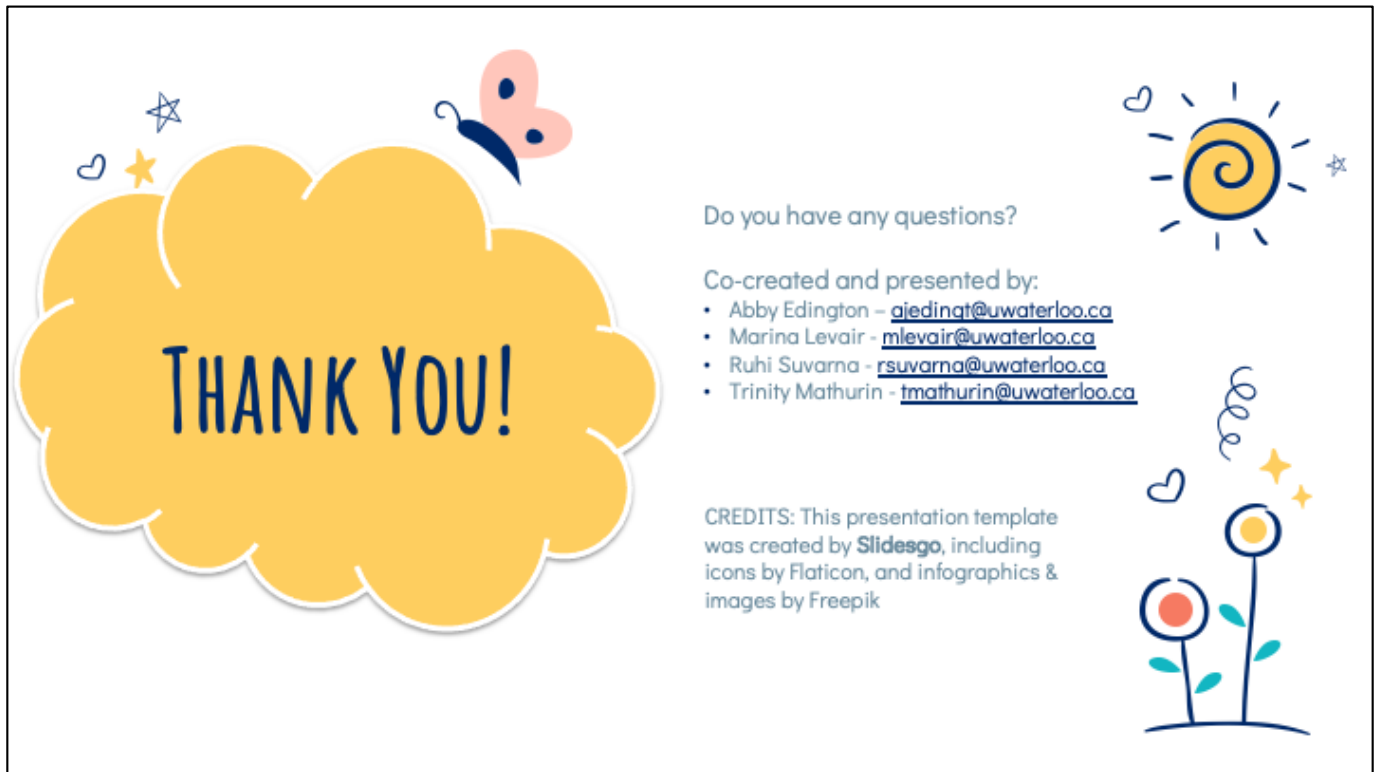 THANK YOU!
Do you have any questions?
Co-created and presented by:
• Abby Edington – ajedingt@uwaterloo.ca
• Marina Levair - mlevair@uwaterloo.ca
• Ruhi Suvarna - rsuvarna@uwaterloo.ca
• Trinity Mathurin - tmathurin@uwaterloo.ca
CREDITS: This presentation template
was created by Slidesgo, including
icons by Flaticon, and infographics &
images by Freepik